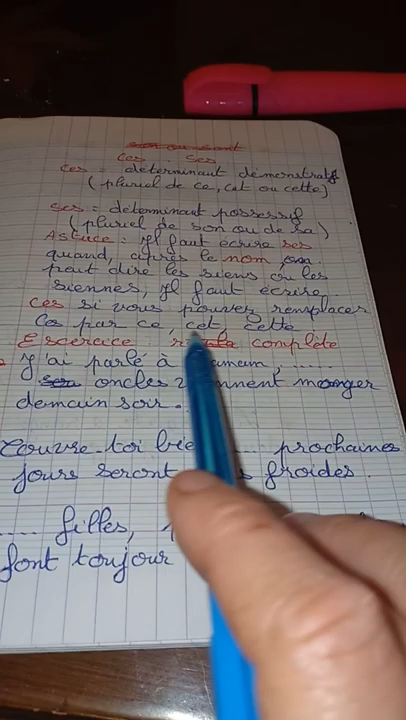 ces . ses
ces = déterminant démonstratif
(pluriel de ce, cet ou cette)
ses = déterminant possessif
(pluriel de son ou de sa)
Astuce : Il faut écrire ses
quand, après le nom, on
peut dire les siens ou les
siennes, Il faut écrire
ces si vous pouvez remplacer
ce par ce, cet, cette
Exercice complète
J'ai parlé à maman, ......
oncles viennent manger
demain soir.
Couvre-toi bien .... prochaines
jours seront froides.
..... filles,
font toujour